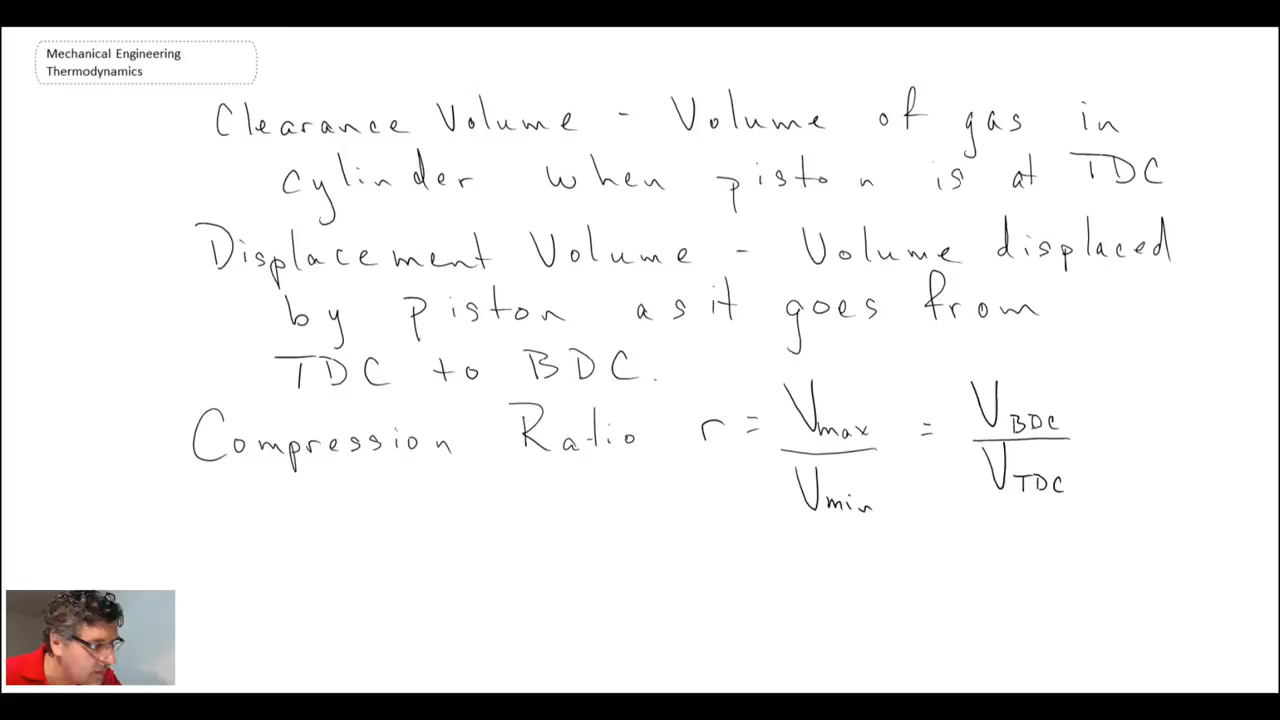 Mechanical Engineering
Thermodynamics
Clearance Volume - Volume of gas in
cylinder when piston is at TDC
Displacement Volume - Volume displaced
by piston as it goes from
TDC to BDC.
Compression Ratio r = Vmax / Vmin = VBDC / VTDC